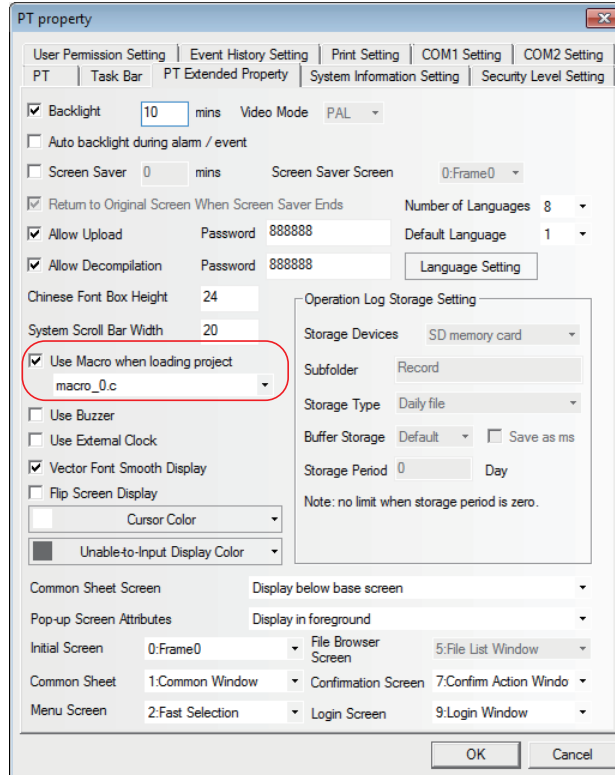 PT property
User Permission Setting Event History Setting Print Setting COM1 Setting COM2 Setting
PT Task Bar PT Extended Property System Information Setting Security Level Setting
Backlight 10 mins Video Mode PAL
Auto backlight during alarm / event
Screen Saver 0 mins Screen Saver Screen 0:Frame0
Return to Original Screen When Screen Saver Ends Number of Languages 8
Allow Upload Password 888888 Default Language 1
Allow Decompilation Password 888888 Language Setting
Chinese Font Box Height 24
System Scroll Bar Width 20
Use Macro when loading project
macro_0.c
Use Buzzer
Use External Clock
Vector Font Smooth Display
Flip Screen Display
Cursor Color
Unable-to-Input Display Color
Operation Log Storage Setting
Storage Devices SD memory card
Subfolder Record
Storage Type Daily file
Buffer Storage Default Save as ms
Storage Period 0 Day
Note: no limit when storage period is zero.
Common Sheet Screen Display below base screen
Pop-up Screen Attributes Display in foreground
Initial Screen 0:Frame0 File Browser Screen 5:File List Window
Common Sheet 1:Common Window Confirmation Screen 7:Confirm Action Windo
Menu Screen 2:Fast Selection Login Screen 9:Login Window
OK Cancel